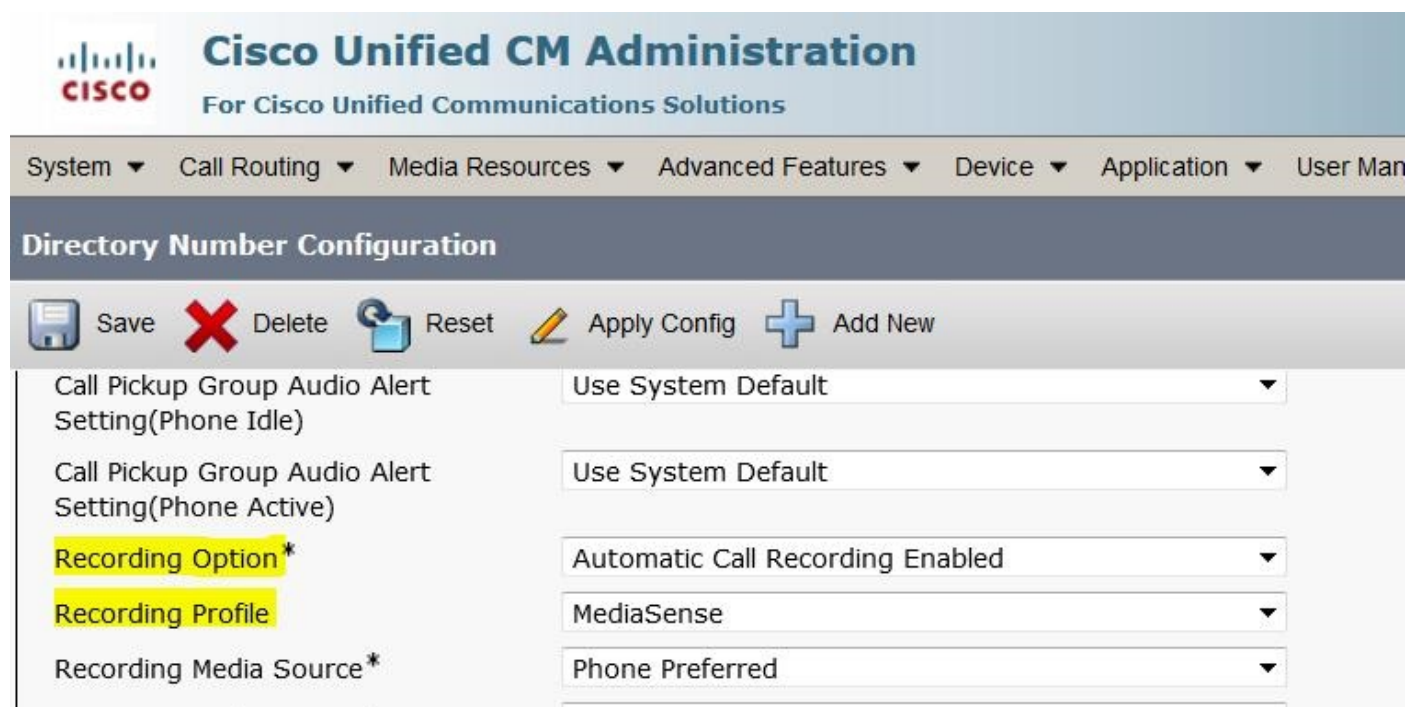 CISCO
Cisco Unified CM Administration
For Cisco Unified Communications Solutions
System Call Routing Media Resources Advanced Features Device Application User Man
Directory Number Configuration
Save Delete Reset Apply Config Add New
Call Pickup Group Audio Alert Use System Default
Setting(Phone Idle)
Call Pickup Group Audio Alert Use System Default
Setting(Phone Active)
Recording Option* Automatic Call Recording Enabled
Recording Profile MediaSense
Recording Media Source* Phone Preferred